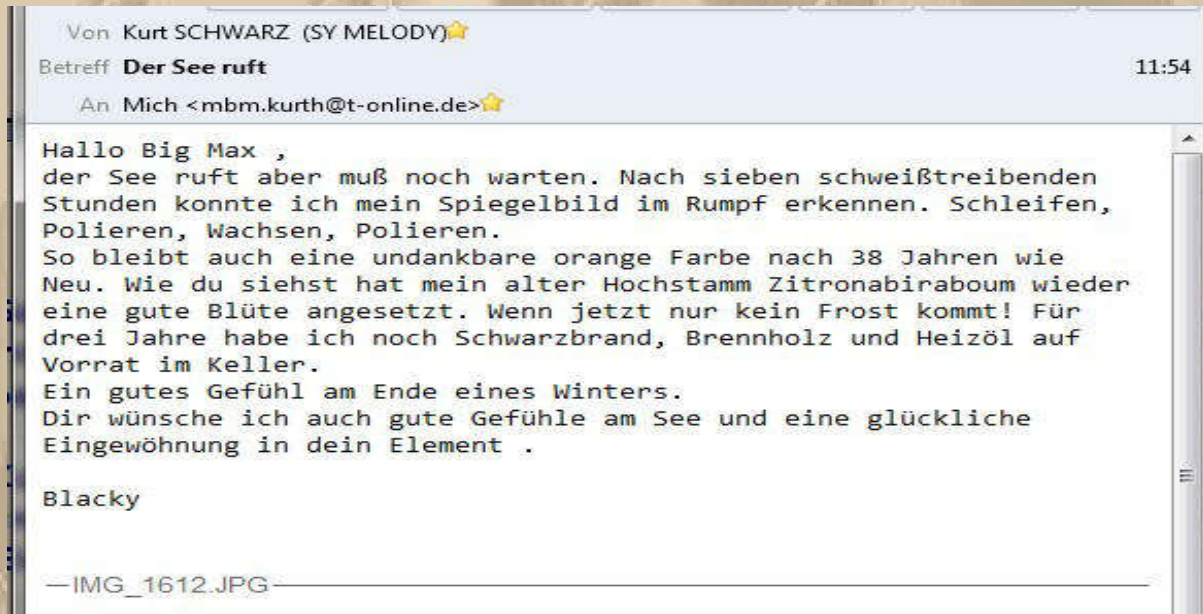 Von Kurt SCHWARZ (SY MELODY)
Betreff Der See ruft 11:54
An Mich <mbm.kurth@t-online.de>
Hallo Big Max ,
der See ruft aber muß noch warten. Nach sieben schweißtreibenden
Stunden konnte ich mein Spiegelbild im Rumpf erkennen. Schleifen,
Polieren, Wachsen, Polieren.
So bleibt auch eine undankbare orange Farbe nach 38 Jahren wie
Neu. Wie du siehst hat mein alter Hochstamm Zitronabiraboum wieder
eine gute Blüte angesetzt. Wenn jetzt nur kein Frost kommt! Für
drei Jahre habe ich noch Schwarzbrand, Brennholz und Heizöl auf
Vorrat im Keller.
Ein gutes Gefühl am Ende eines Winters.
Dir wünsche ich auch gute Gefühle am See und eine glückliche
Eingewöhnung in dein Element .
Blacky
IMG_1612.JPG